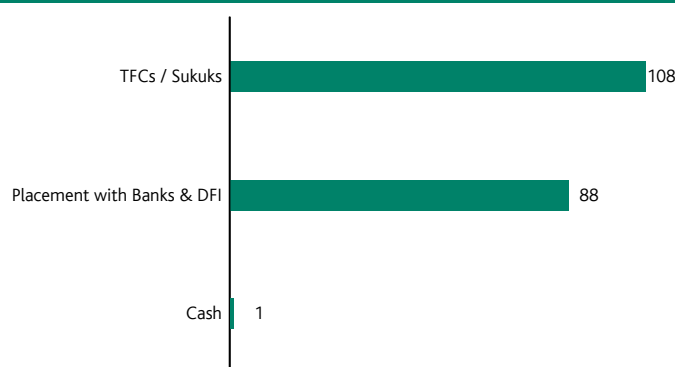 TFCs / Sukuks 108
Placement with Banks & DFI 88
Cash 1